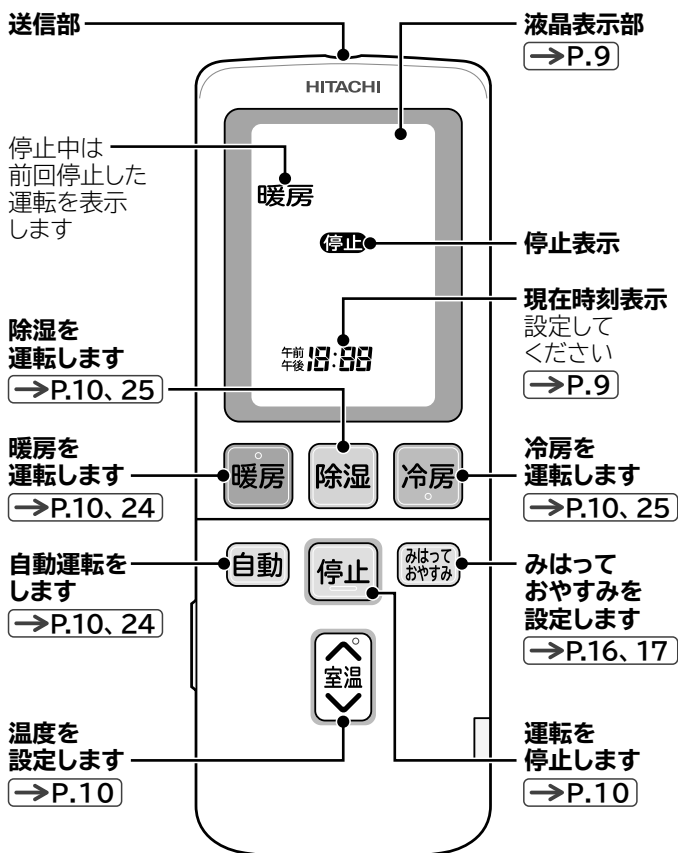 送信部
液晶表示部
→P.9
HITACHI
停止中は
前回停止した
運転を表示
します
暖房
停止
停止表示
現在時刻表示
設定して
ください
→P.9
午前
午後
18:88
除湿を
運転します
→P.10、25
暖房を
運転します
→P.10、24
暖房
除湿
冷房
冷房を
運転します
→P.10、25
自動運転を
します
→P.10、24
自動
停止
みはって
おやすみ
みはって
おやすみを
設定します
→P.16、17
室温
温度を
設定します
→P.10
運転を
停止します
→P.10